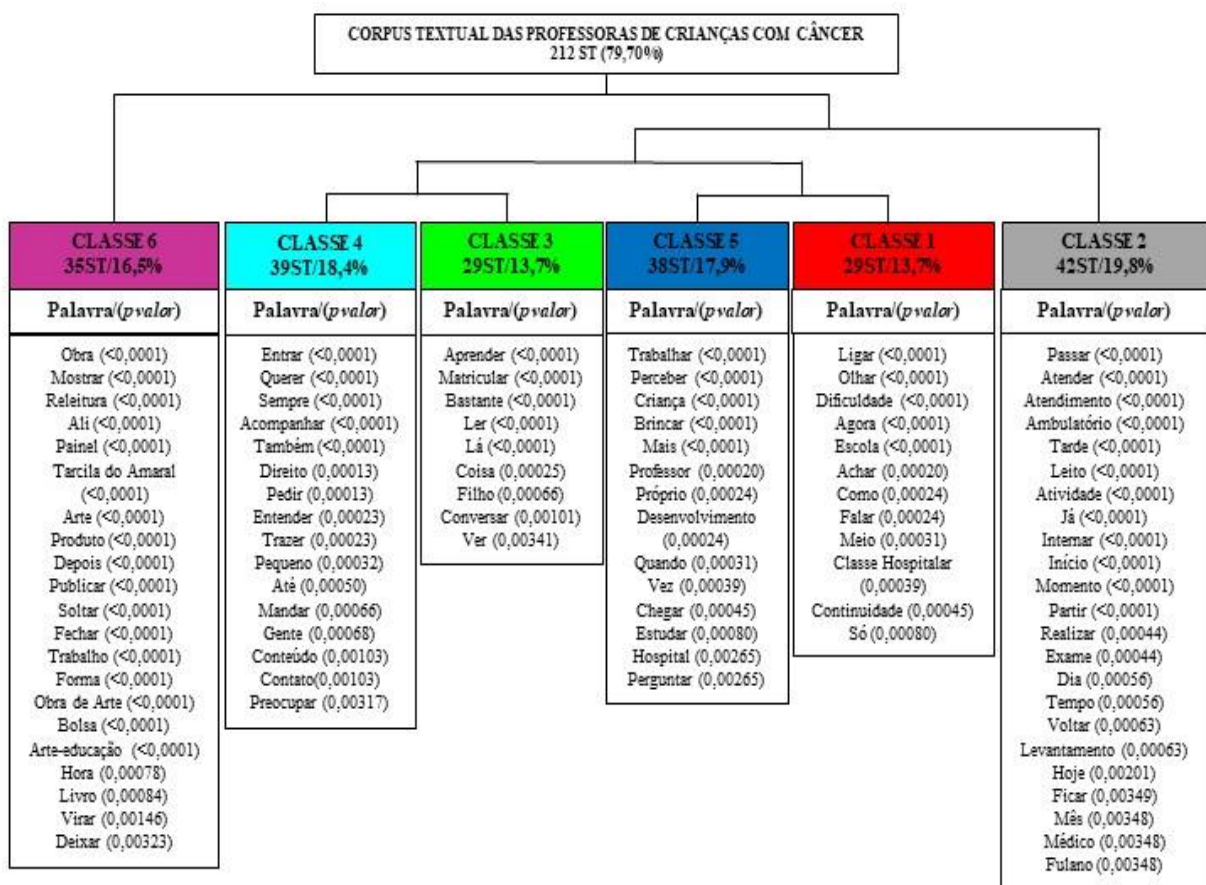 CORPUS TEXTUAL DAS PROFESSORAS DE CRIANÇAS COM CÂNCER
212 ST (79,70%)
CLASSE 6
35ST/16,5%
Palavra/(pvalor)
Obra (<0,0001)
Mostrar (<0,0001)
Releitura (<0,0001)
Ali (<0,0001)
Painel (<0,0001)
Tarcila do Amaral
(<0,0001)
Arte (<0,0001)
Produto (<0,0001)
Depois (<0,0001)
Publicar (<0,0001)
Soltar (<0,0001)
Fechar (<0,0001)
Trabalho (<0,0001)
Forma (<0,0001)
Obra de Arte (<0,0001)
Bolsa (<0,0001)
Arte-educação (<0,0001)
Hora (0,00078)
Livro (0,00084)
Virar (0,00146)
Deixar (0,00323)
CLASSE 4
39ST/18,4%
Palavra/(pvalor)
Entrar (<0,0001)
Querer (<0,0001)
Sempre (<0,0001)
Acompanhar (<0,0001)
Também (<0,0001)
Direito (0,00013)
Pedir (0,00013)
Entender (0,00023)
Trazer (0,00023)
Pequeno (0,00032)
Até (0,00050)
Mandar (0,00066)
Gente (0,00068)
Conteúdo (0,00103)
Contato(0,00103)
Preocupar (0,00317)
CLASSE 3
29ST/13,7%
Palavra/(pvalor)
Aprender (<0,0001)
Matricular (<0,0001)
Bastante (<0,0001)
Ler (<0,0001)
Lá (<0,0001)
Coisa (0,00025)
Filho (0,00066)
Conversar (0,00101)
Ver (0,00341)
CLASSE 5
38ST/17,9%
Palavra/(pvalor)
Trabalhar (<0,0001)
Perceber (<0,0001)
Criança (<0,0001)
Brincar (<0,0001)
Mais (<0,0001)
Professor (0,00020)
Próprio (0,00024)
Desenvolvimento
(0,00024)
Quando (0,00031)
Vez (0,00039)
Chegar (0,00045)
Estudar (0,00080)
Hospital (0,00265)
Perguntar (0,00265)
CLASSE 1
29ST/13,7%
Palavra/(pvalor)
Ligar (<0,0001)
Olhar (<0,0001)
Dificuldade (<0,0001)
Agora (<0,0001)
Escola (<0,0001)
Achar (0,00020)
Como (0,00024)
Falar (0,00024)
Meio (0,00031)
Classe Hospitalar
(0,00039)
Continuidade (0,00045)
Só (0,00080)
CLASSE 2
42ST/19,8%
Palavra/(pvalor)
Passar (<0,0001)
Atender (<0,0001)
Atendimento (<0,0001)
Ambulatório (<0,0001)
Tarde (<0,0001)
Leito (<0,0001)
Atividade (<0,0001)
Já (<0,0001)
Internar (<0,0001)
Início (<0,0001)
Momento (<0,0001)
Partir (<0,0001)
Realizar (0,00044)
Exame (0,00044)
Dia (0,00056)
Tempo (0,00056)
Voltar (0,00063)
Levantamento (0,00063)
Hoje (0,00201)
Ficar (0,00349)
Mês (0,00348)
Médico (0,00348)
Fulano (0,00348)